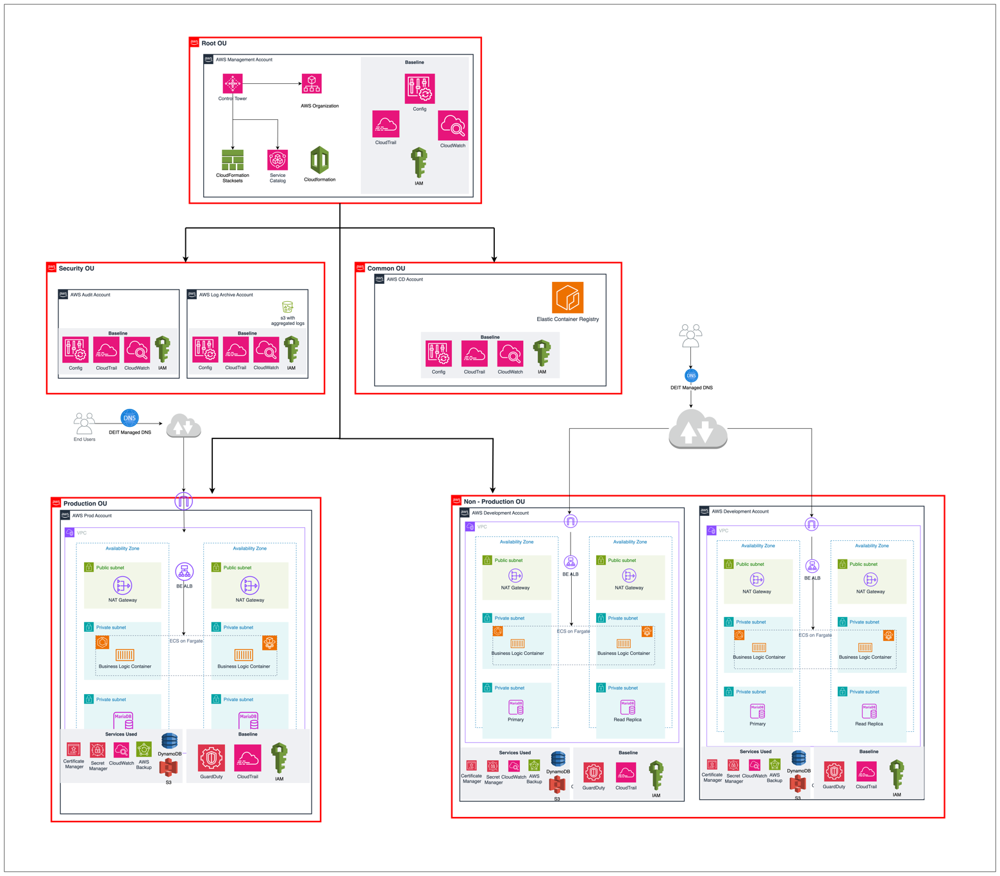 aws
Root OU
aws
AWS Management Account
Baseline
Control Tower
AWS Organization
Config
CloudTrail
CloudWatch
CloudFormation
Stacksets
Service
Catalog
Cloudformation
IAM
aws
Security OU
aws
AWS Audit Account
Baseline
Config
CloudTrail
CloudWatch
IAM
aws
AWS Log Archive Account
s3 with
aggregated logs
Baseline
Config
CloudTrail
CloudWatch
IAM
aws
Common OU
aws
AWS CD Account
Elastic Container Registry
Baseline
Config
CloudTrail
CloudWatch
IAM
DNS
DEIT Managed DNS
End Users
DNS
DEIT Managed DNS
aws
Production OU
aws
AWS Prod Account
VPC
Availability Zone
Availability Zone
Public subnet
Public subnet
BE ALB
NAT Gateway
NAT Gateway
Private subnet
Private subnet
ECS on Fargate
Business Logic Container
Business Logic Container
Private subnet
Private subnet
MariaDB
MariaDB
Services Used
Certificate
Manager
Secret
Manager
CloudWatch
AWS
Backup
DynamoDB
S3
Baseline
GuardDuty
CloudTrail
IAM
aws
Non - Production OU
aws
AWS Development Account
VPC
Availability Zone
Availability Zone
Public subnet
Public subnet
BE ALB
NAT Gateway
NAT Gateway
Private subnet
Private subnet
ECS on Fargate
Business Logic Container
Business Logic Container
Private subnet
Private subnet
MariaDB
MariaDB
Primary
Read Replica
Services Used
Certificate
Manager
Secret
Manager
CloudWatch
AWS
Backup
DynamoDB
S3
Baseline
GuardDuty
CloudTrail
IAM
aws
AWS Development Account
VPC
Availability Zone
Availability Zone
Public subnet
Public subnet
BE ALB
NAT Gateway
NAT Gateway
Private subnet
Private subnet
ECS on Fargate
Business Logic Container
Business Logic Container
Private subnet
Private subnet
MariaDB
MariaDB
Primary
Read Replica
Services Used
Certificate
Manager
Secret
Manager
CloudWatch
AWS
Backup
DynamoDB
S3
Baseline
GuardDuty
CloudTrail
IAM